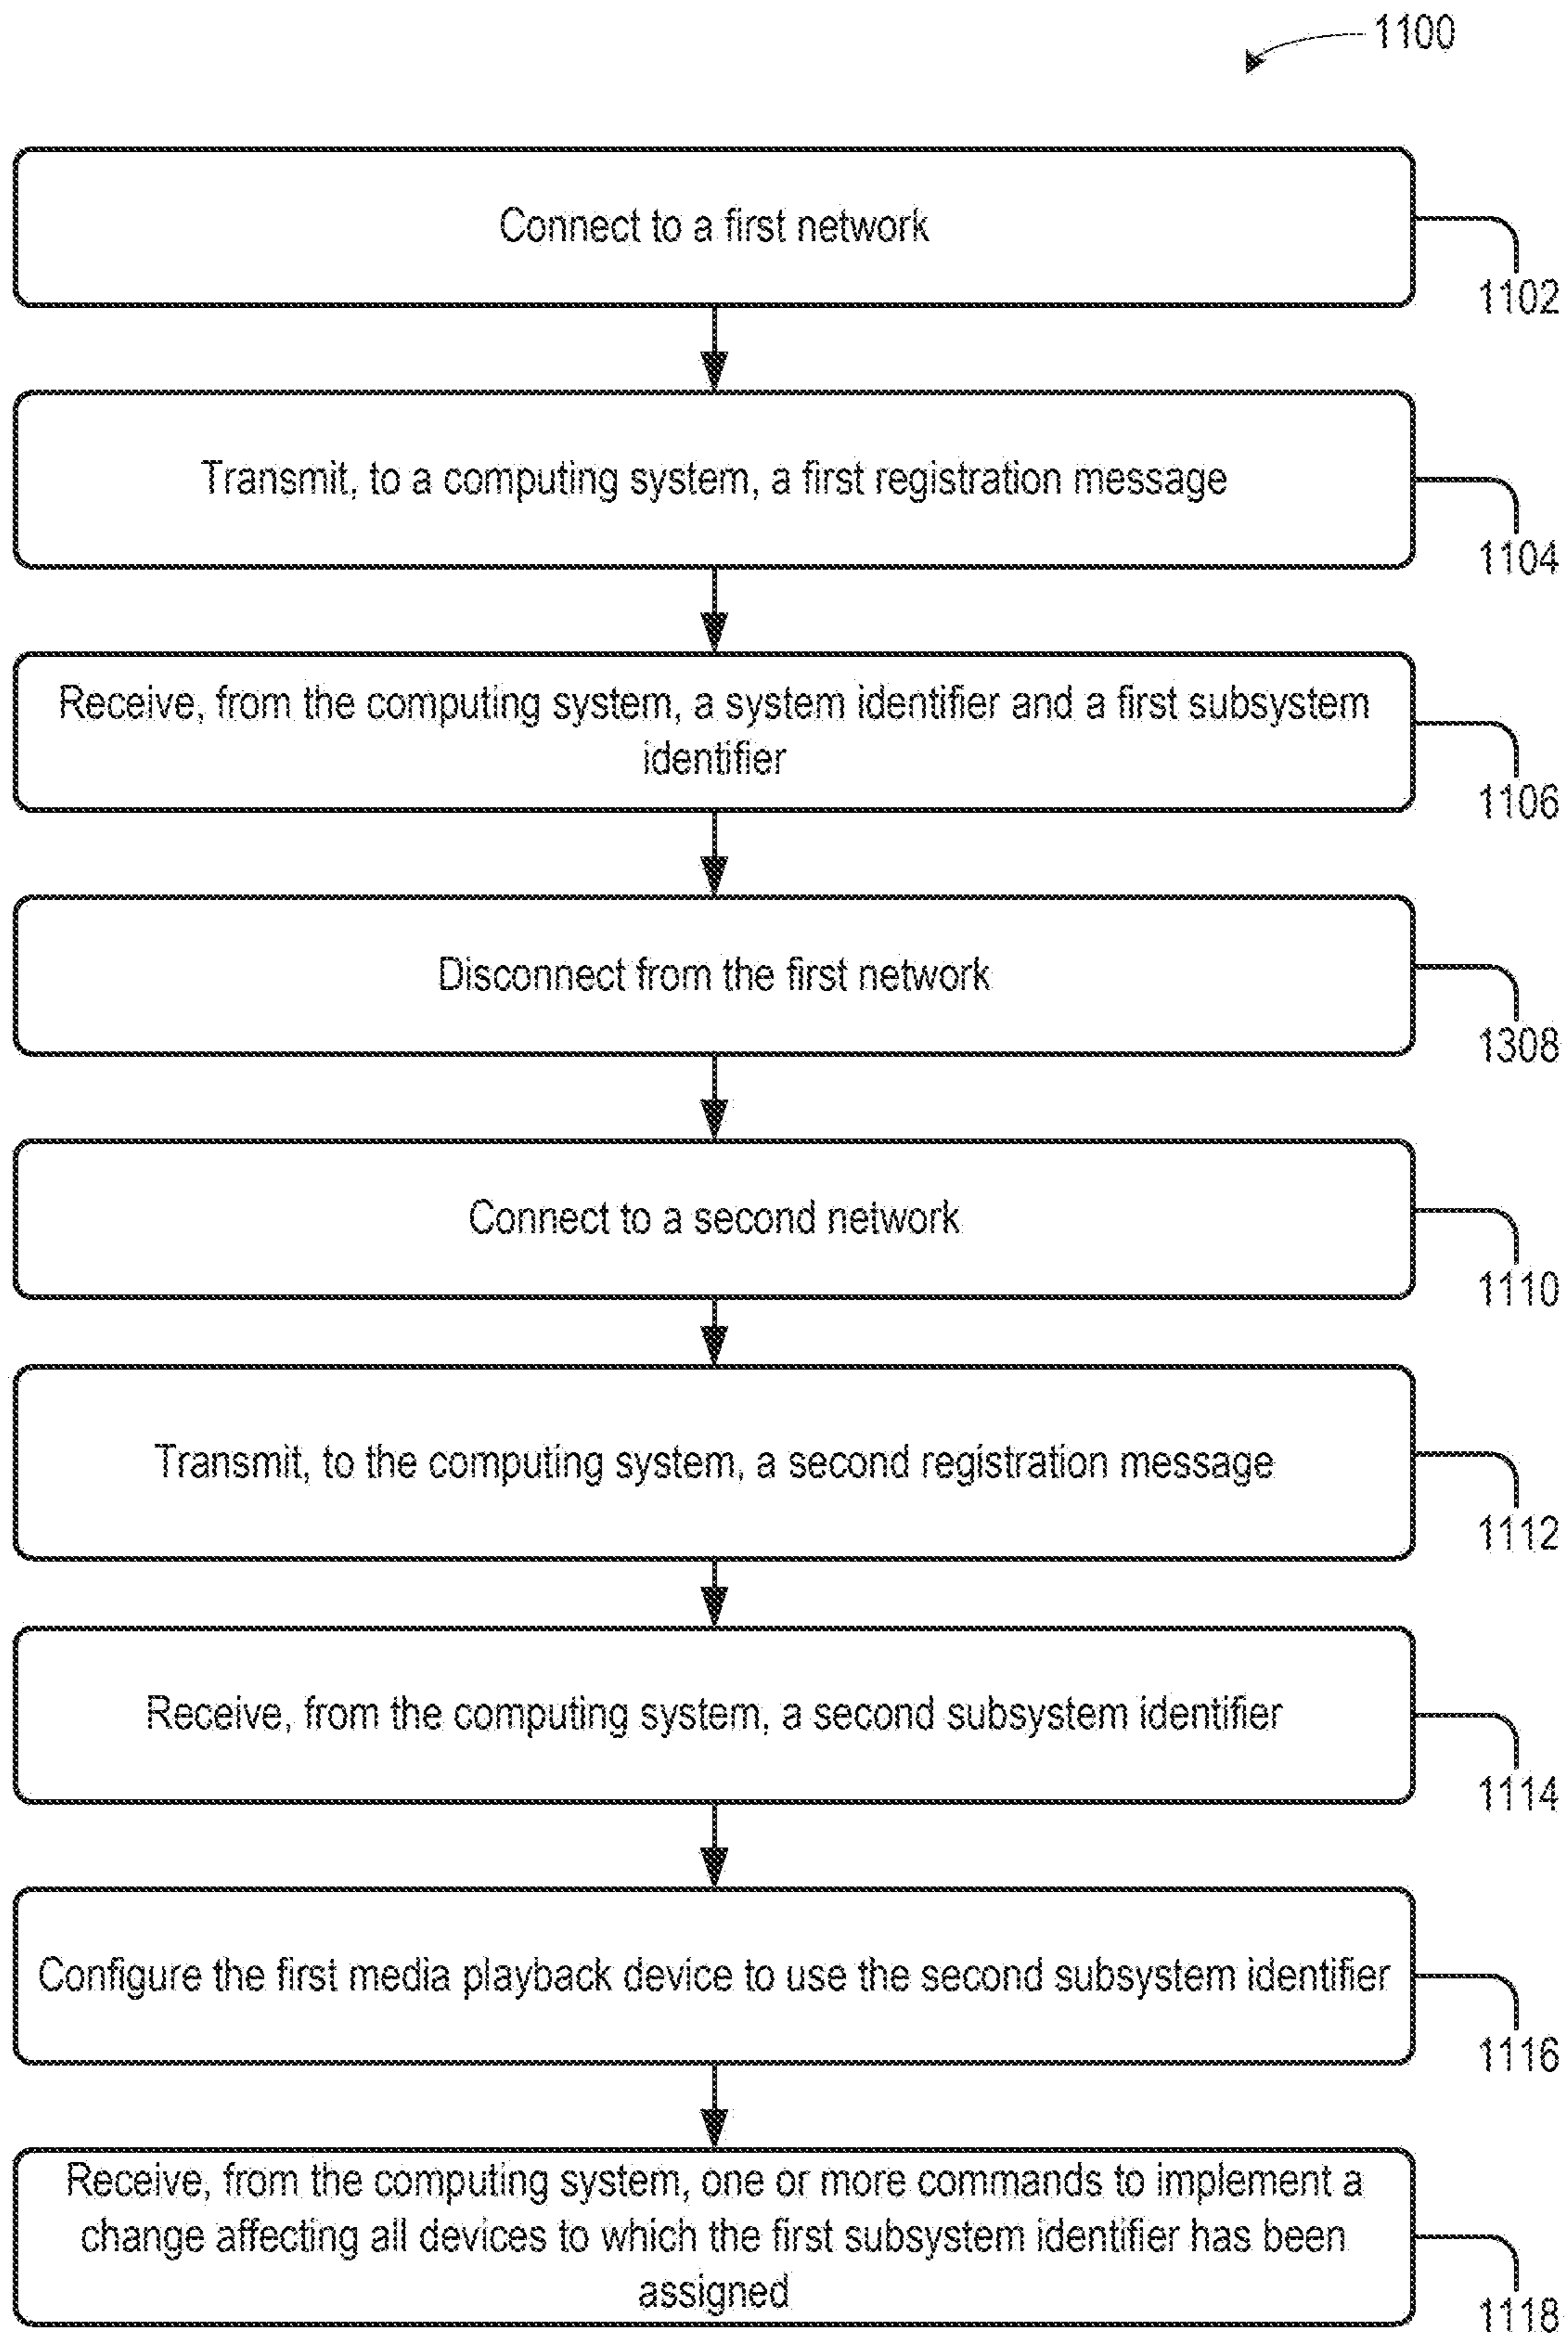 1100
Connect to a first network
1102
Transmit, to a computing system, a first registration message
1104
Receive, from the computing system, a system identifier and a first subsystem
identifier
1106
Disconnect from the first network
1308
Connect to a second network
1110
Transmit, to the computing system, a second registration message
1112
Receive, from the computing system, a second subsystem identifier
1114
Configure the first media playback device to use the second subsystem identifier
1116
Receive, from the computing system, one or more commands to implement a
change affecting all devices to which the first subsystem identifier has been
assigned
1118